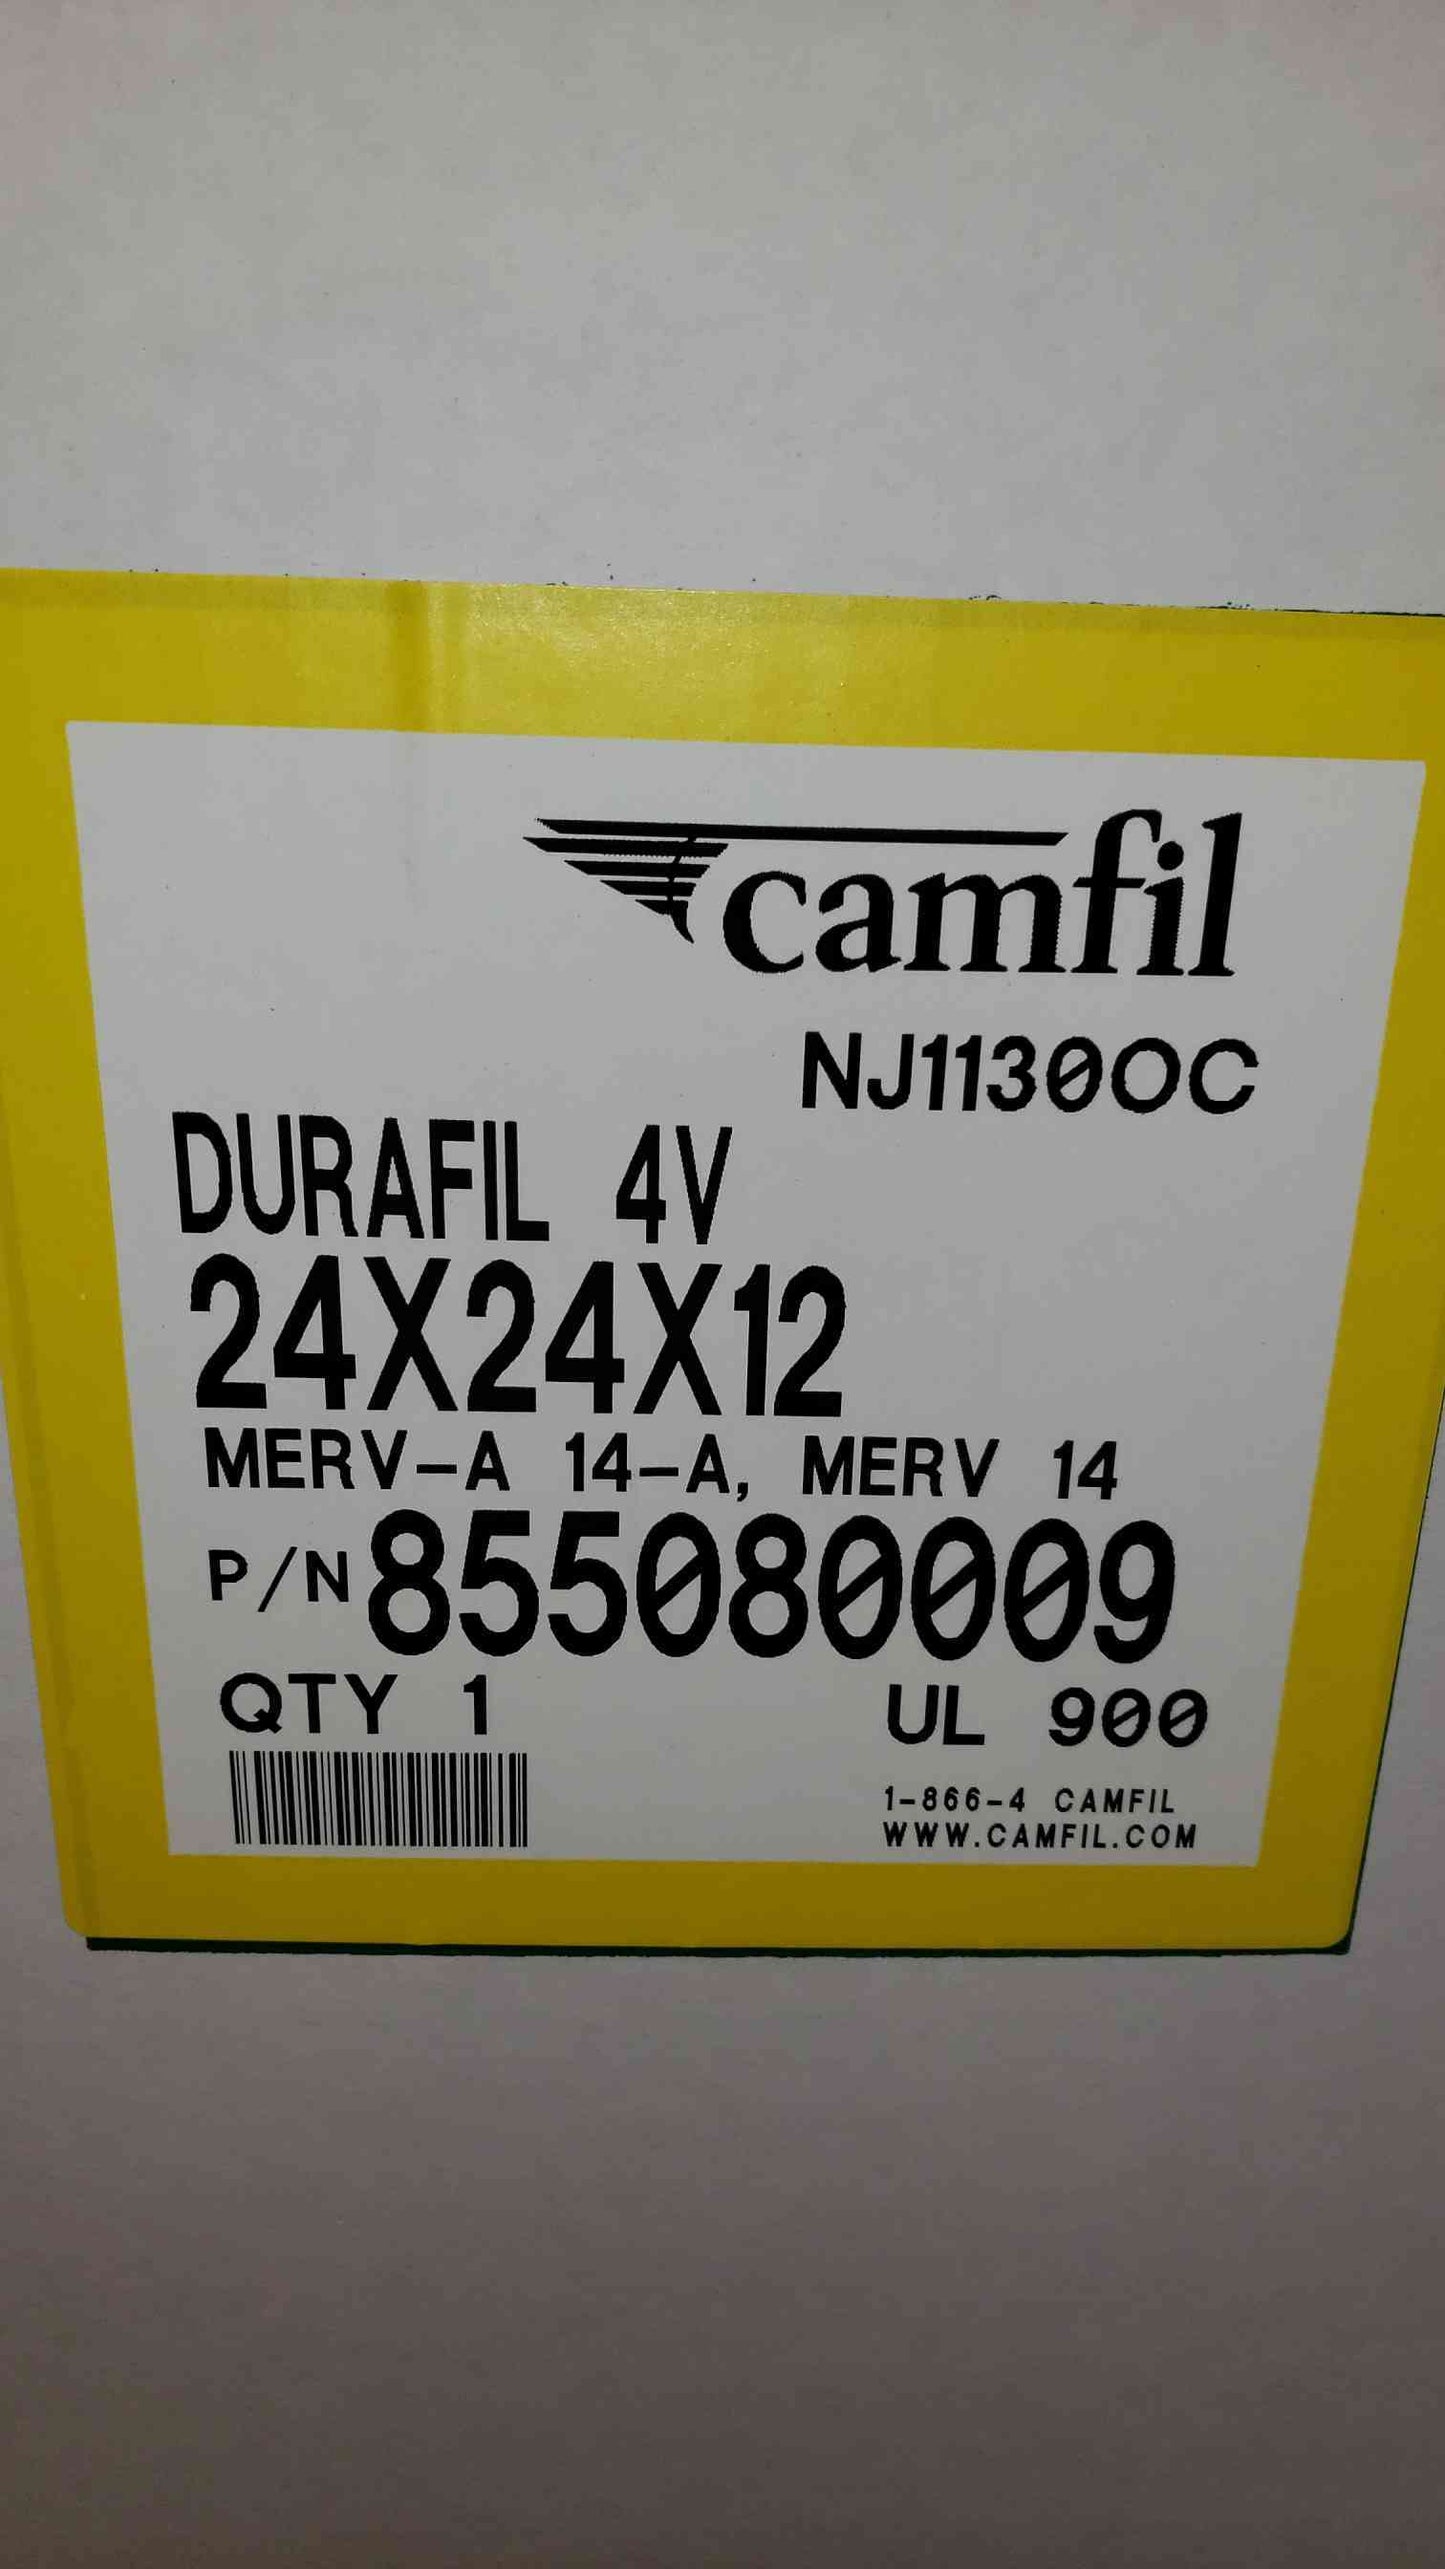 camfil
NJ1130OC
DURAFIL 4V
24X24X12
MERV-A 14-A, MERV 14
P/N 855080009
QTY 1
UL 900
1-866-4 CAMFIL
WWW.CAMFIL.COM